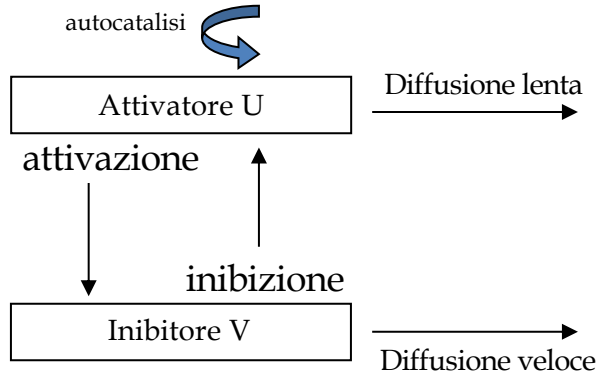 autocatalisi
Attivatore U
Diffusione lenta
attivazione
inibizione
Inibitore V
Diffusione veloce